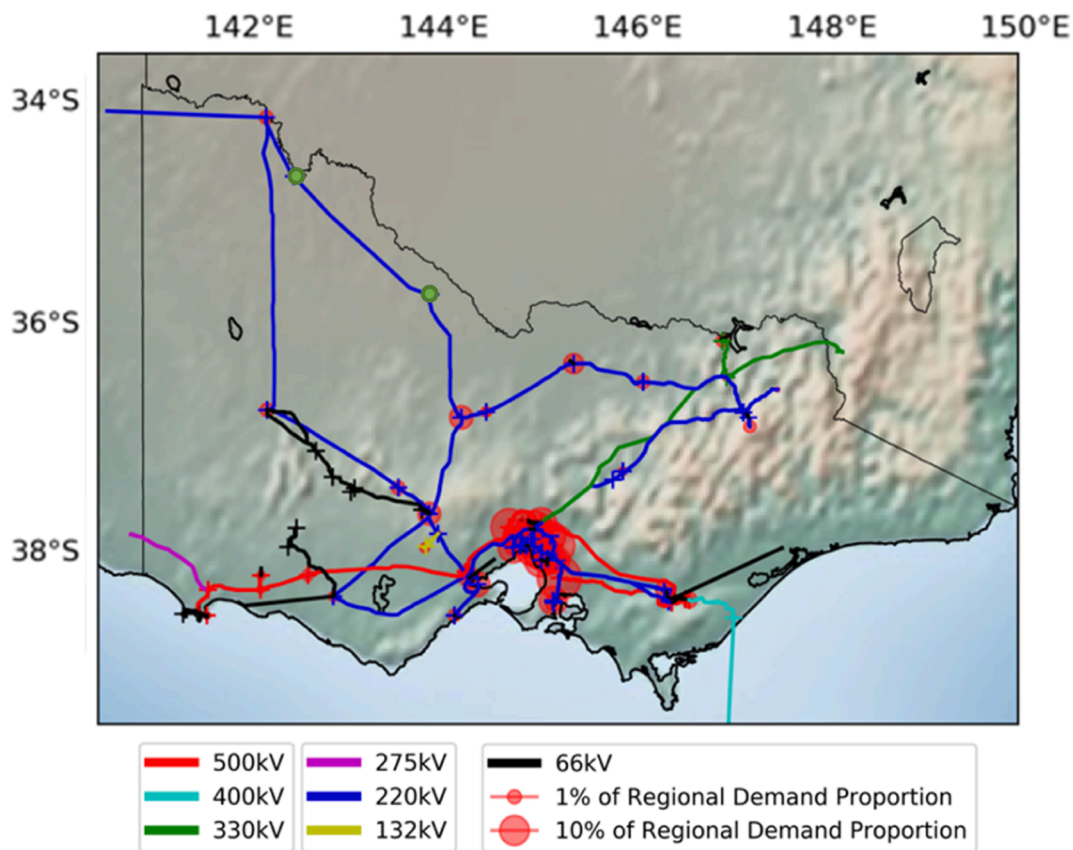 142°E 144°E 146°E 148°E 150°E
34°S
36°S
38°S
500kV 275kV 66kV
400kV 220kV 1% of Regional Demand Proportion
330kV 132kV 10% of Regional Demand Proportion